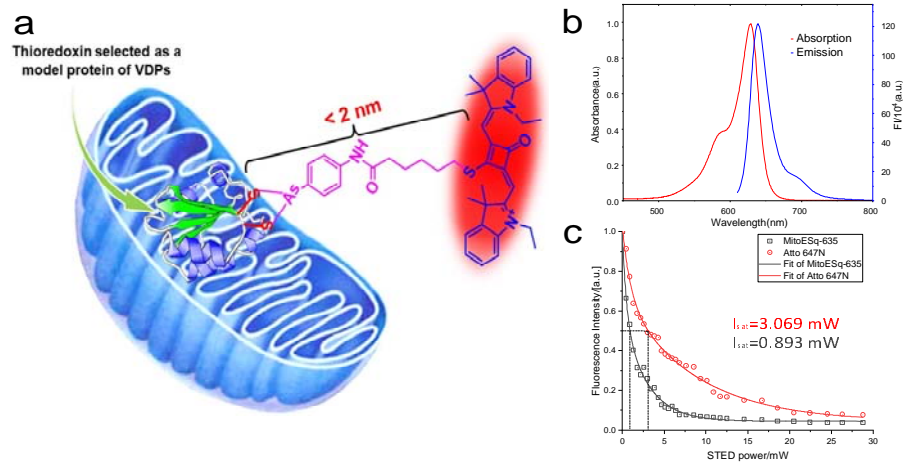 a
Thioredoxin selected as a
model protein of VDPs
< 2 nm
S
S
As
NH
O
S
O
N
N
+
b
Absorbance(a.u.)
1.0
0.8
0.6
0.4
0.2
0.0
Absorption
Emission
120
100
80
60
40
20
0
FI/10⁴(a.u.)
500
600
700
800
Wavelength(nm)
c
Fluorescence Intensity/[a.u.]
1.0
0.8
0.6
0.4
0.2
0.0
MitoESq-635
Atto 647N
Fit of MitoESq-635
Fit of Atto 647N
Isat=3.069 mW
Isat=0.893 mW
0
5
10
15
20
25
30
STED power/mW